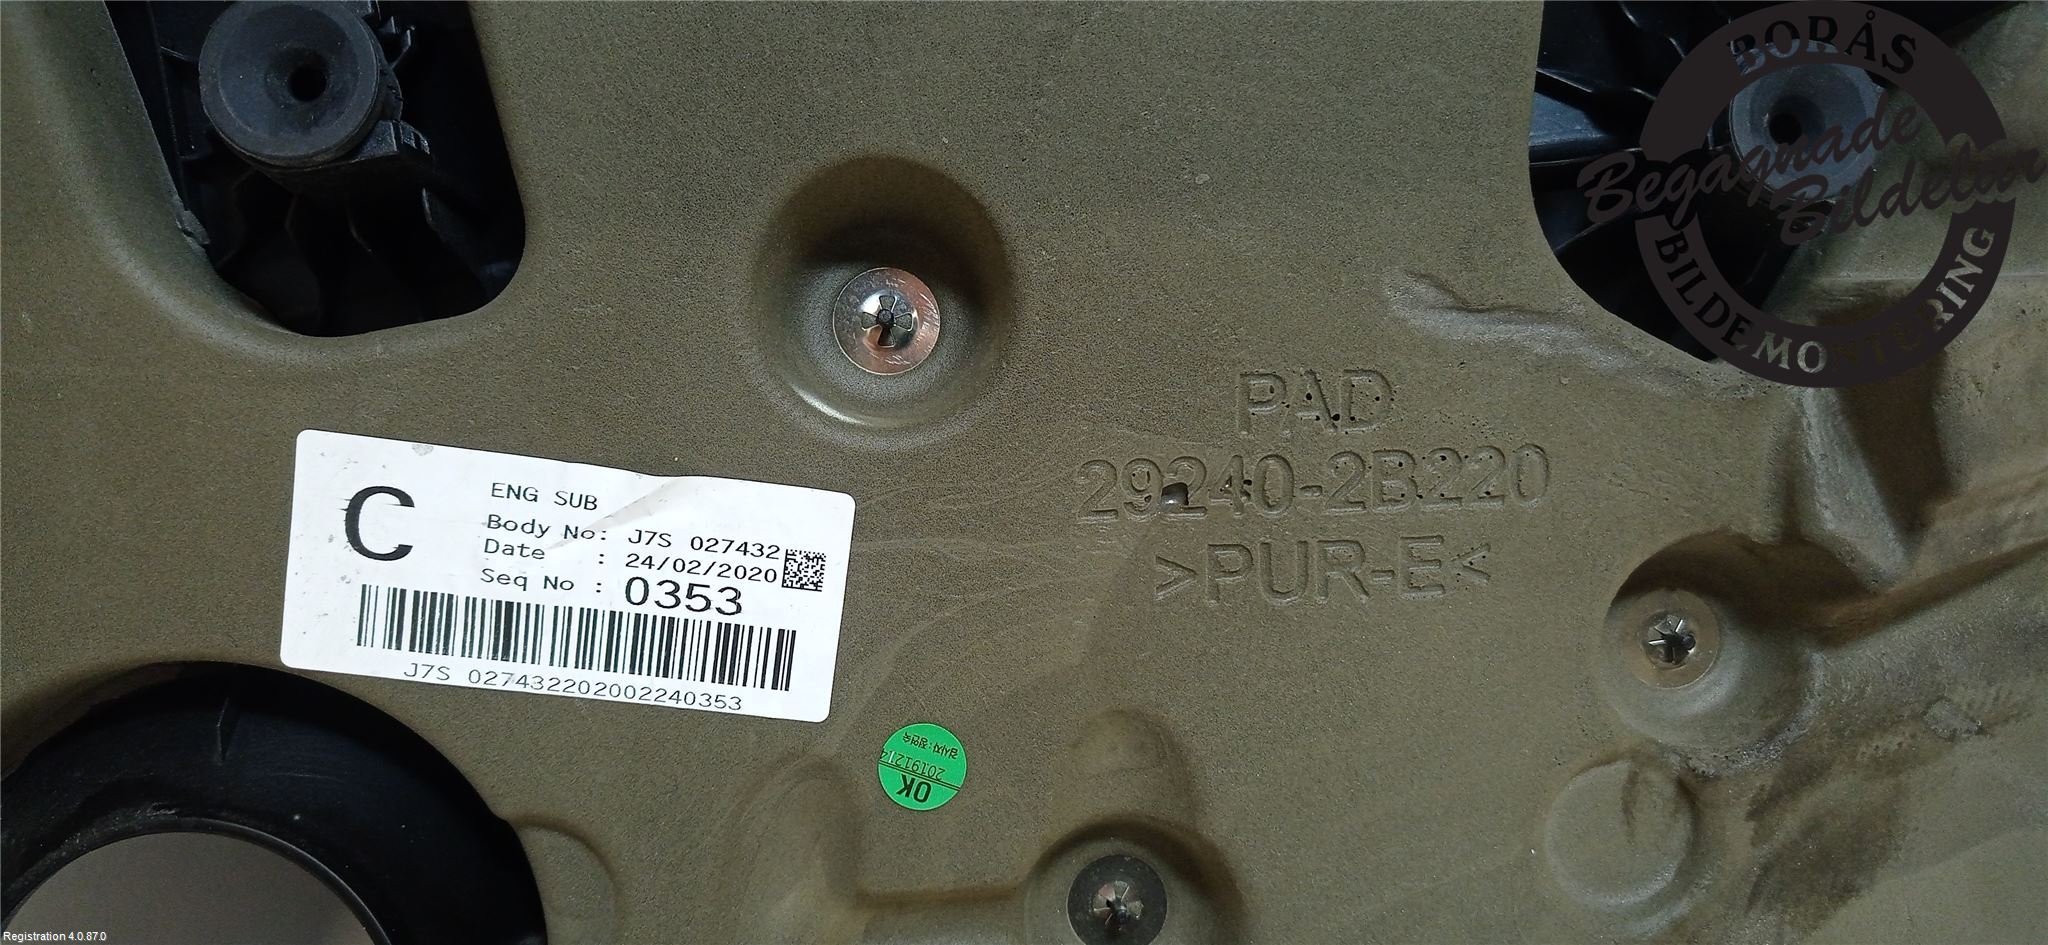 BORÅS
Begagnade
Bildelar
BILDEMONTERING
PAD
29240-2B220
>PUR-E<
C
ENG SUB
Body No: J7S 027432
Date : 24/02/2020
Seq No : 0353
J7S 027432202002240353
OK
20191214
Registration 4.0.87.0